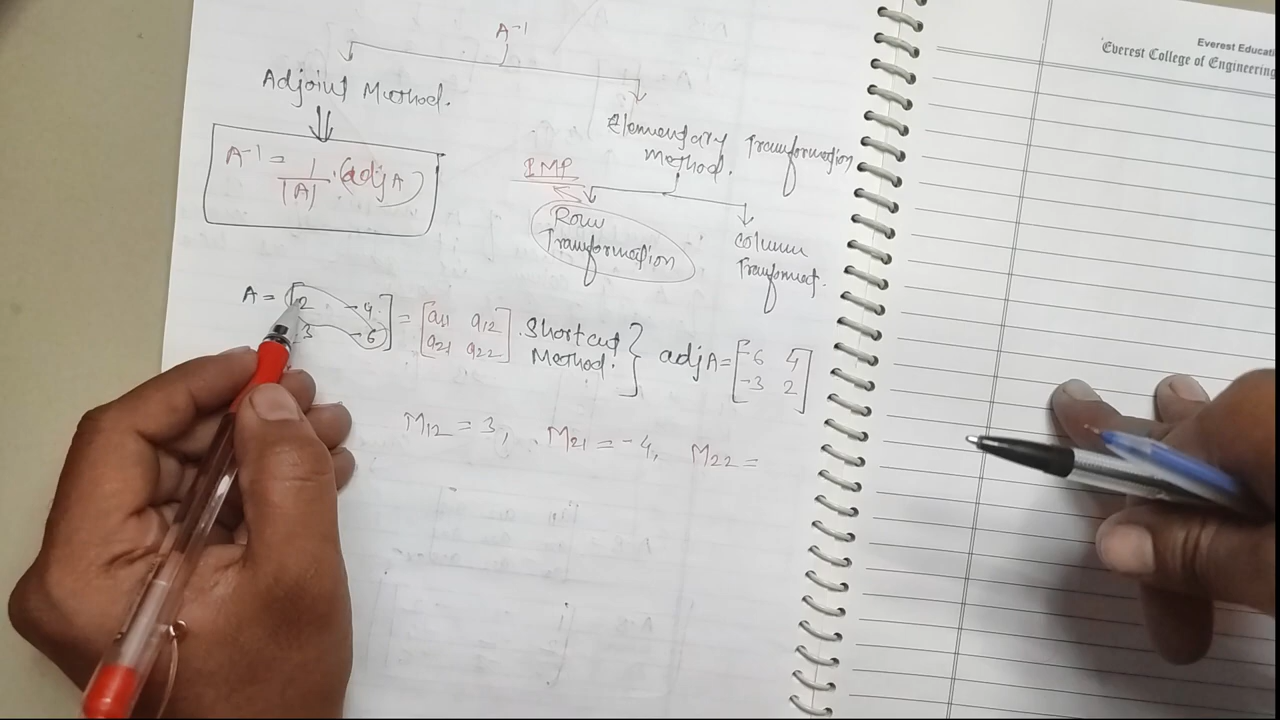 A⁻¹
Adjoint Method.
A⁻¹ = 1/|A| . (adj A)
Elementary Transformation
Method.
IMP
Row
Transformation
Column
Transformat.
A = [2 -4
3 -6] = [a11 a12
a21 a22] . Shortcut
Method. } adj A = [-6 4
-3 2]
M12 = 3, M21 = -4, M22 =
Everest Educati
Everest College of Engineering